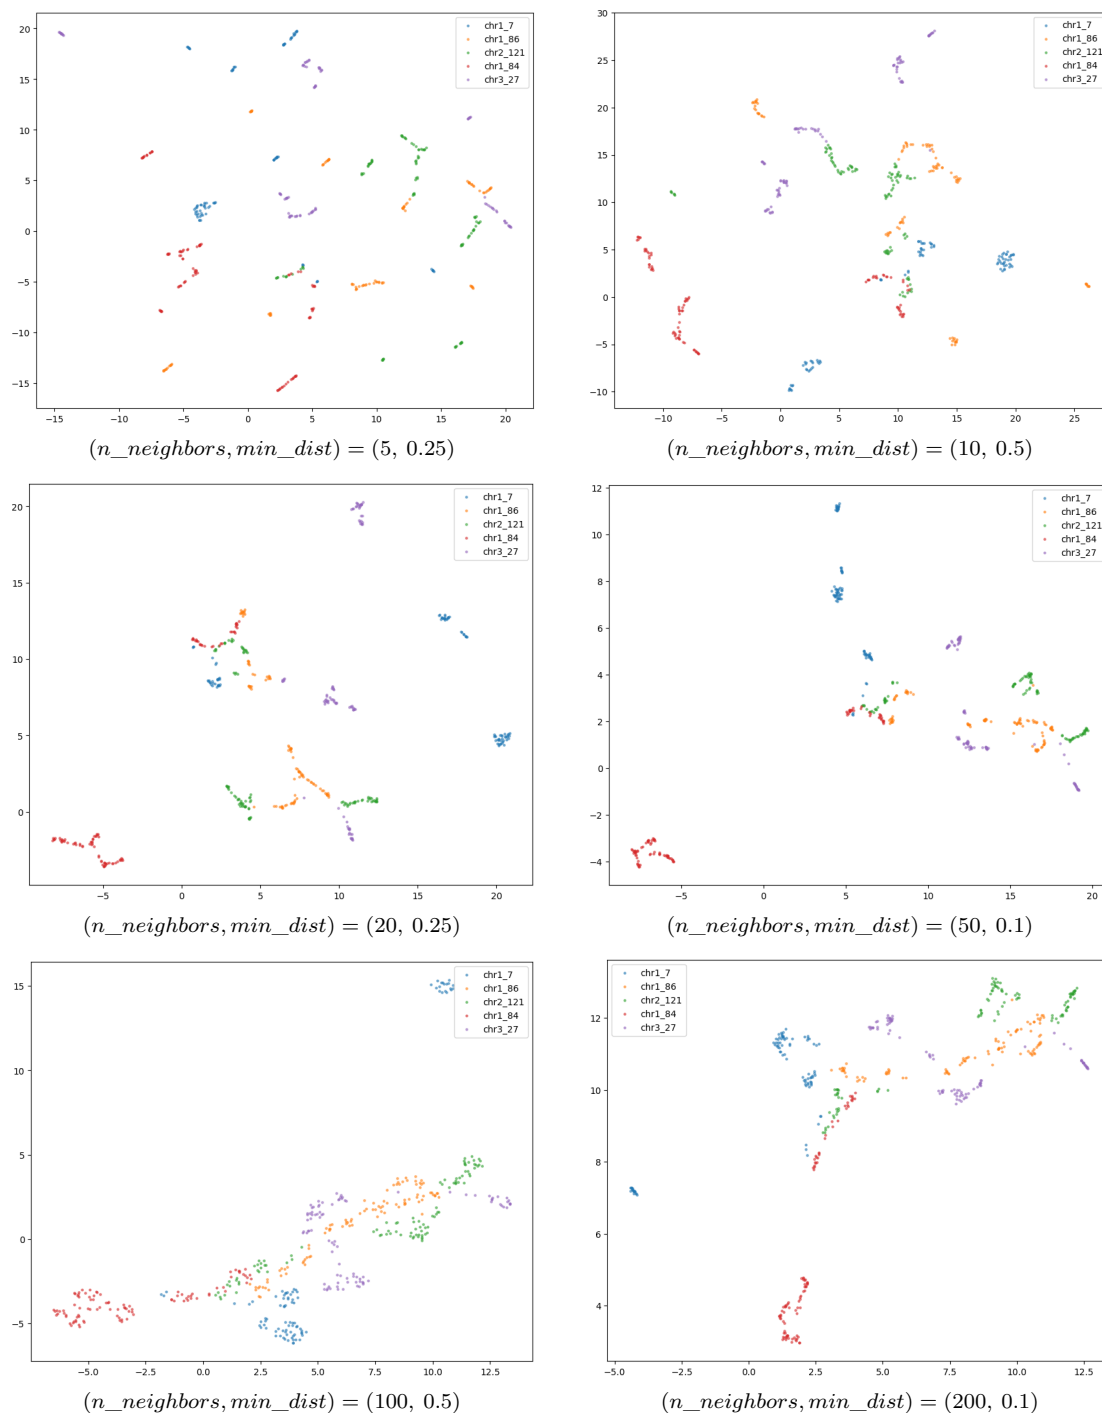 20
15
10
5
0
−5
−10
−15
−15
−10
−5
0
5
10
15
20
chr1_7
chr1_86
chr2_121
chr1_84
chr3_27
(n_neighbors, min_dist) = (5, 0.25)
30
25
20
15
10
5
0
−5
−10
−10
−5
0
5
10
15
20
25
chr1_7
chr1_86
chr2_121
chr1_84
chr3_27
(n_neighbors, min_dist) = (10, 0.5)
20
15
10
5
0
−5
0
5
10
15
20
chr1_7
chr1_86
chr2_121
chr1_84
chr3_27
(n_neighbors, min_dist) = (20, 0.25)
12
10
8
6
4
2
0
−2
−4
−5
0
5
10
15
20
chr1_7
chr1_86
chr2_121
chr1_84
chr3_27
(n_neighbors, min_dist) = (50, 0.1)
15
10
5
0
−5
−5.0
−2.5
0.0
2.5
5.0
7.5
10.0
12.5
chr1_7
chr1_86
chr2_121
chr1_84
chr3_27
(n_neighbors, min_dist) = (100, 0.5)
12
10
8
6
4
−5.0
−2.5
0.0
2.5
5.0
7.5
10.0
12.5
chr1_7
chr1_86
chr2_121
chr1_84
chr3_27
(n_neighbors, min_dist) = (200, 0.1)